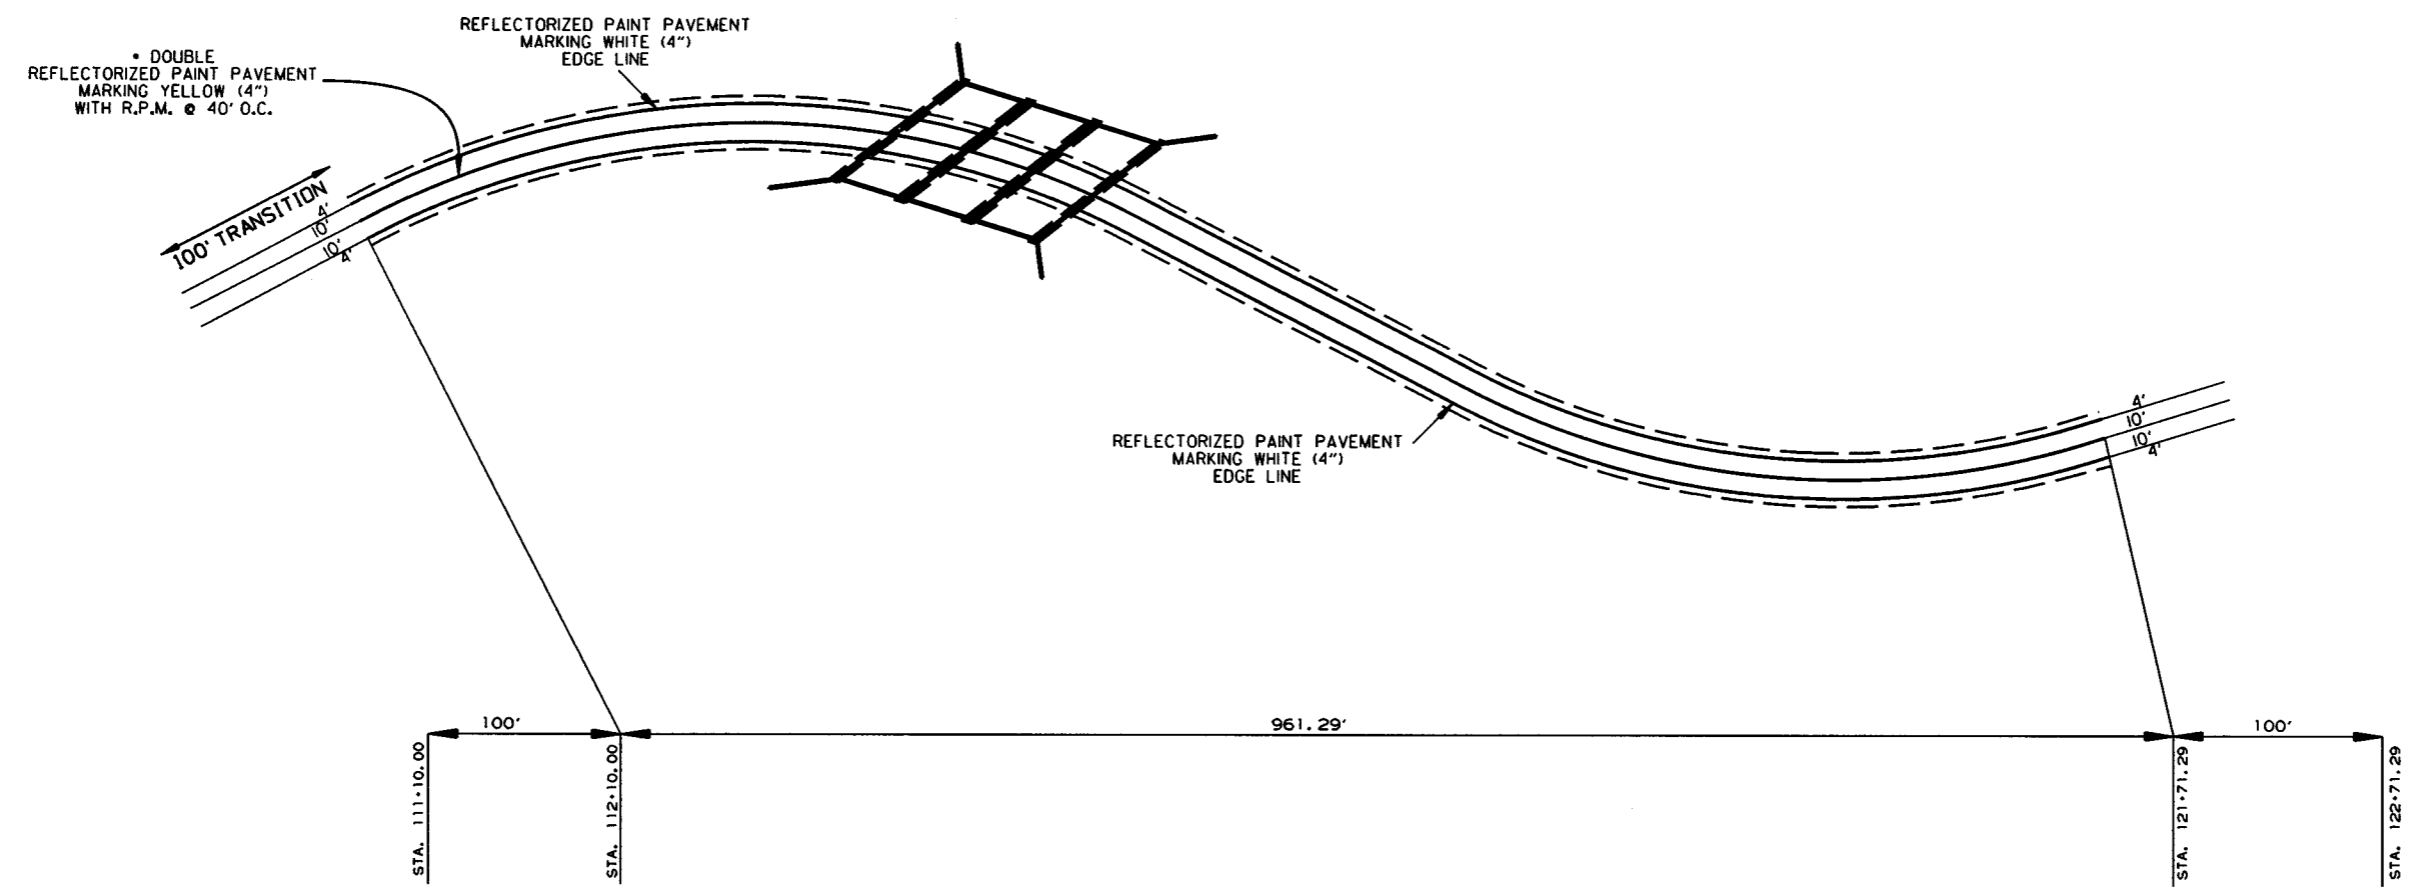 REFLECTORIZED PAINT PAVEMENT
MARKING WHITE (4")
EDGE LINE
• DOUBLE
REFLECTORIZED PAINT PAVEMENT
MARKING YELLOW (4")
WITH R.P.M. @ 40' O.C.
100' TRANSITION
4'
10'
10'
4'
REFLECTORIZED PAINT PAVEMENT
MARKING WHITE (4")
EDGE LINE
4'
10'
10'
4'
100'
961.29'
100'
STA. 111+10.00
STA. 112+10.00
STA. 121+71.29
STA. 122+71.29